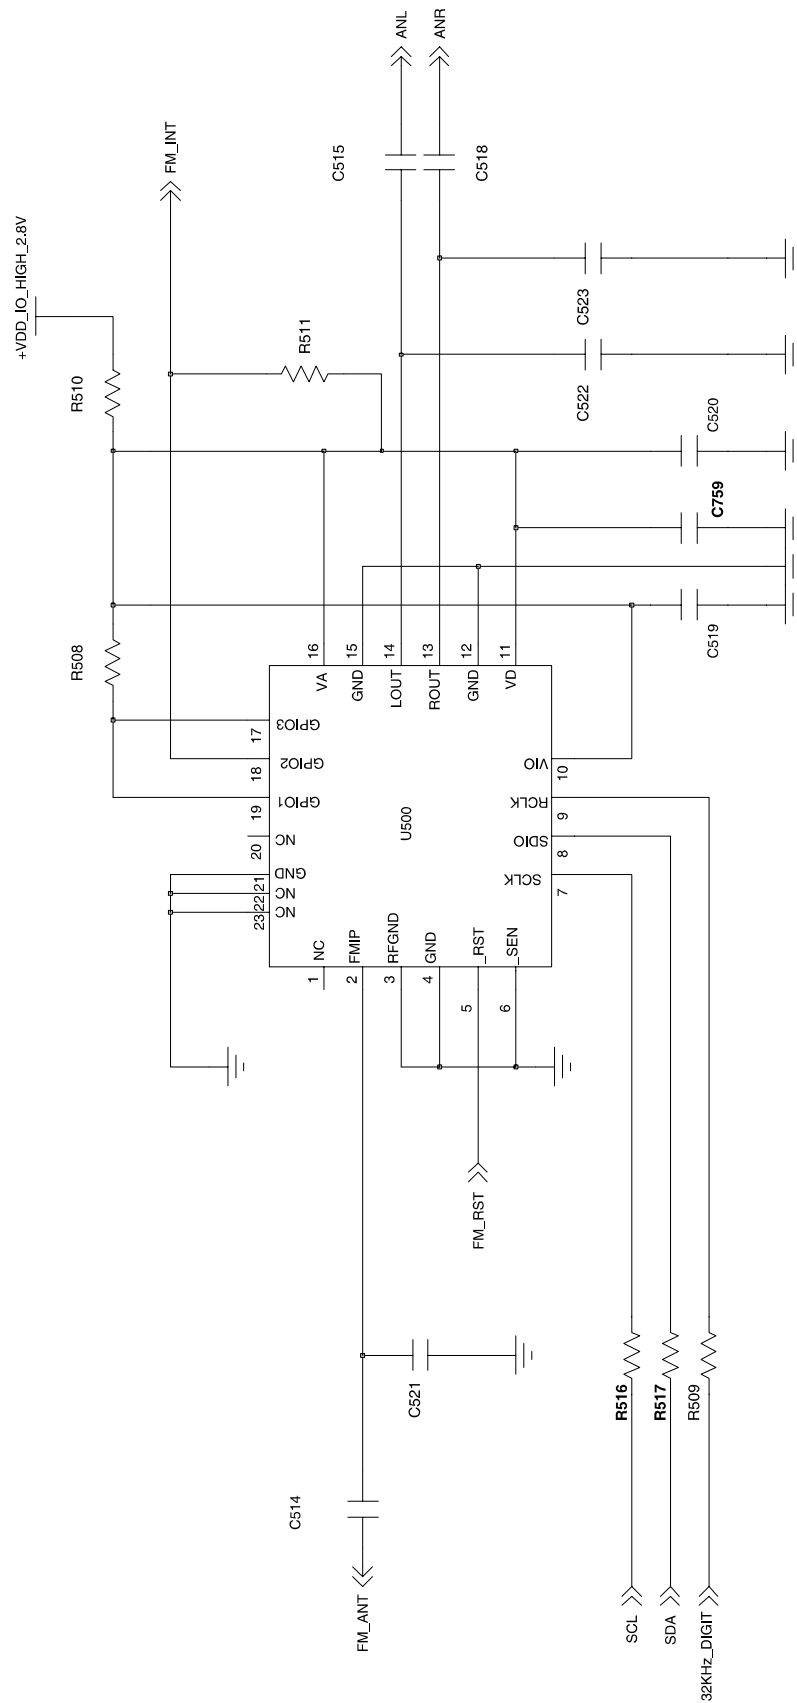 ANL
ANR
FM_INT
C515
C518
+VDD_IO_HIGH_2.8V
R511
C523
R510
C522
C520
C759
R508
C519
16
15
14
13
12
11
VA
GND
LOUT
ROUT
GND
VD
17
GPIO3
18
GPIO2
VIO
10
19
GPIO1
RCLK
9
U500
20
NC
SDIO
8
21
GND
SCLK
7
22
NC
23
NC
NC
FMIP
RFGND
GND
_RST
_SEN
1
2
3
4
5
6
FM_RST
C521
R516
R517
R509
C514
FM_ANT
SCL
SDA
32KHz_DIGIT